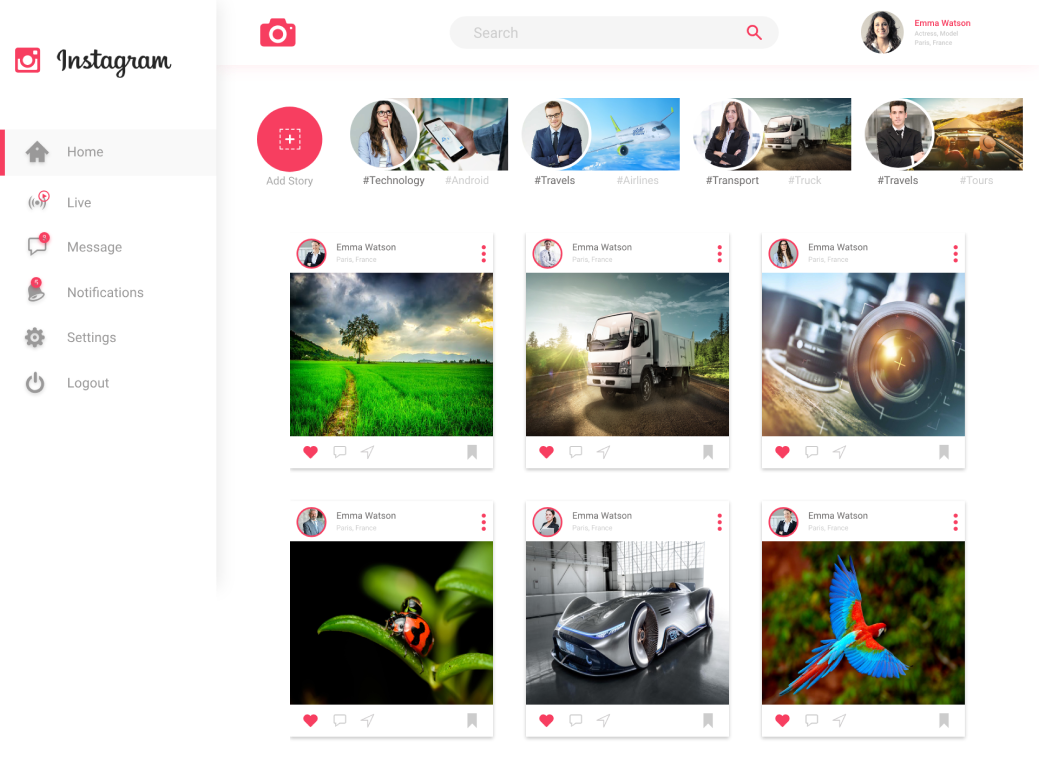 Instagram
Search
Emma Watson
Actress, Model
Paris, France
Home
Live
Message
Notifications
Settings
Logout
Add Story
#Technology #Android
#Travels #Airlines
#Transport #Truck
#Travels #Tours
Emma Watson
Paris, France
Emma Watson
Paris, France
Emma Watson
Paris, France
Emma Watson
Paris, France
Emma Watson
Paris, France
Emma Watson
Paris, France